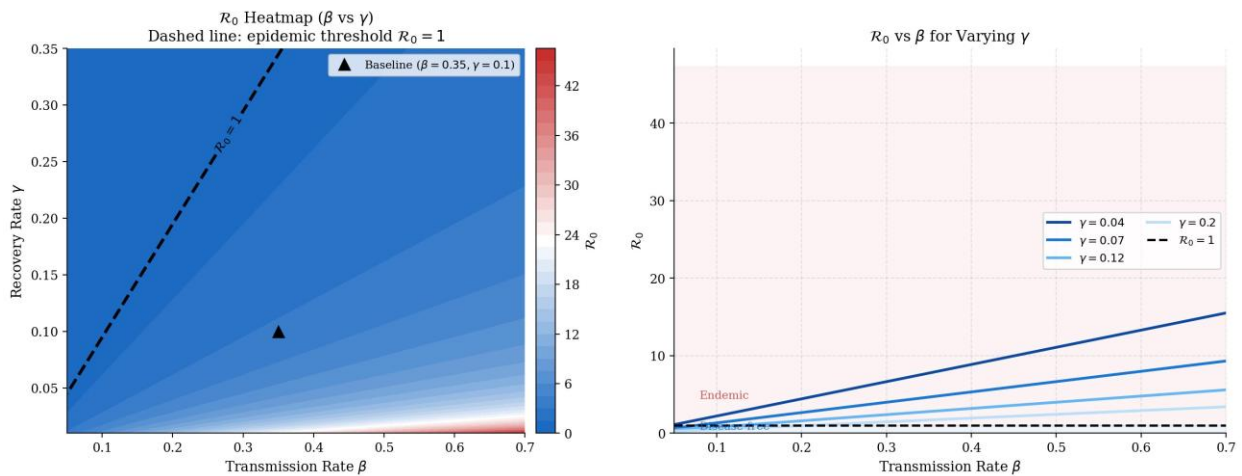 ℛ₀ Heatmap (β vs γ)
Dashed line: epidemic threshold ℛ₀ = 1
Baseline (β = 0.35, γ = 0.1)
ℛ₀ = 1
0.35
0.30
0.25
0.20
0.15
0.10
0.05
Recovery Rate γ
0.1
0.2
0.3
0.4
0.5
0.6
0.7
Transmission Rate β
42
36
30
24
18
12
6
0
ℛ₀
ℛ₀ vs β for Varying γ
40
30
20
10
0
ℛ₀
γ = 0.04
γ = 0.07
γ = 0.12
γ = 0.2
ℛ₀ = 1
Endemic
Disease-free
0.1
0.2
0.3
0.4
0.5
0.6
0.7
Transmission Rate β